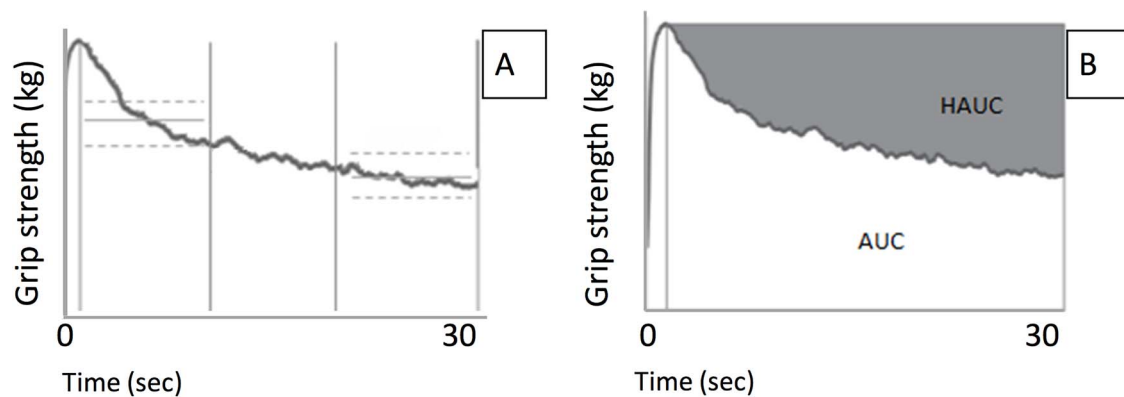 A
Grip strength (kg)
0
30
Time (sec)
B
HAUC
AUC
Grip strength (kg)
0
30
Time (sec)